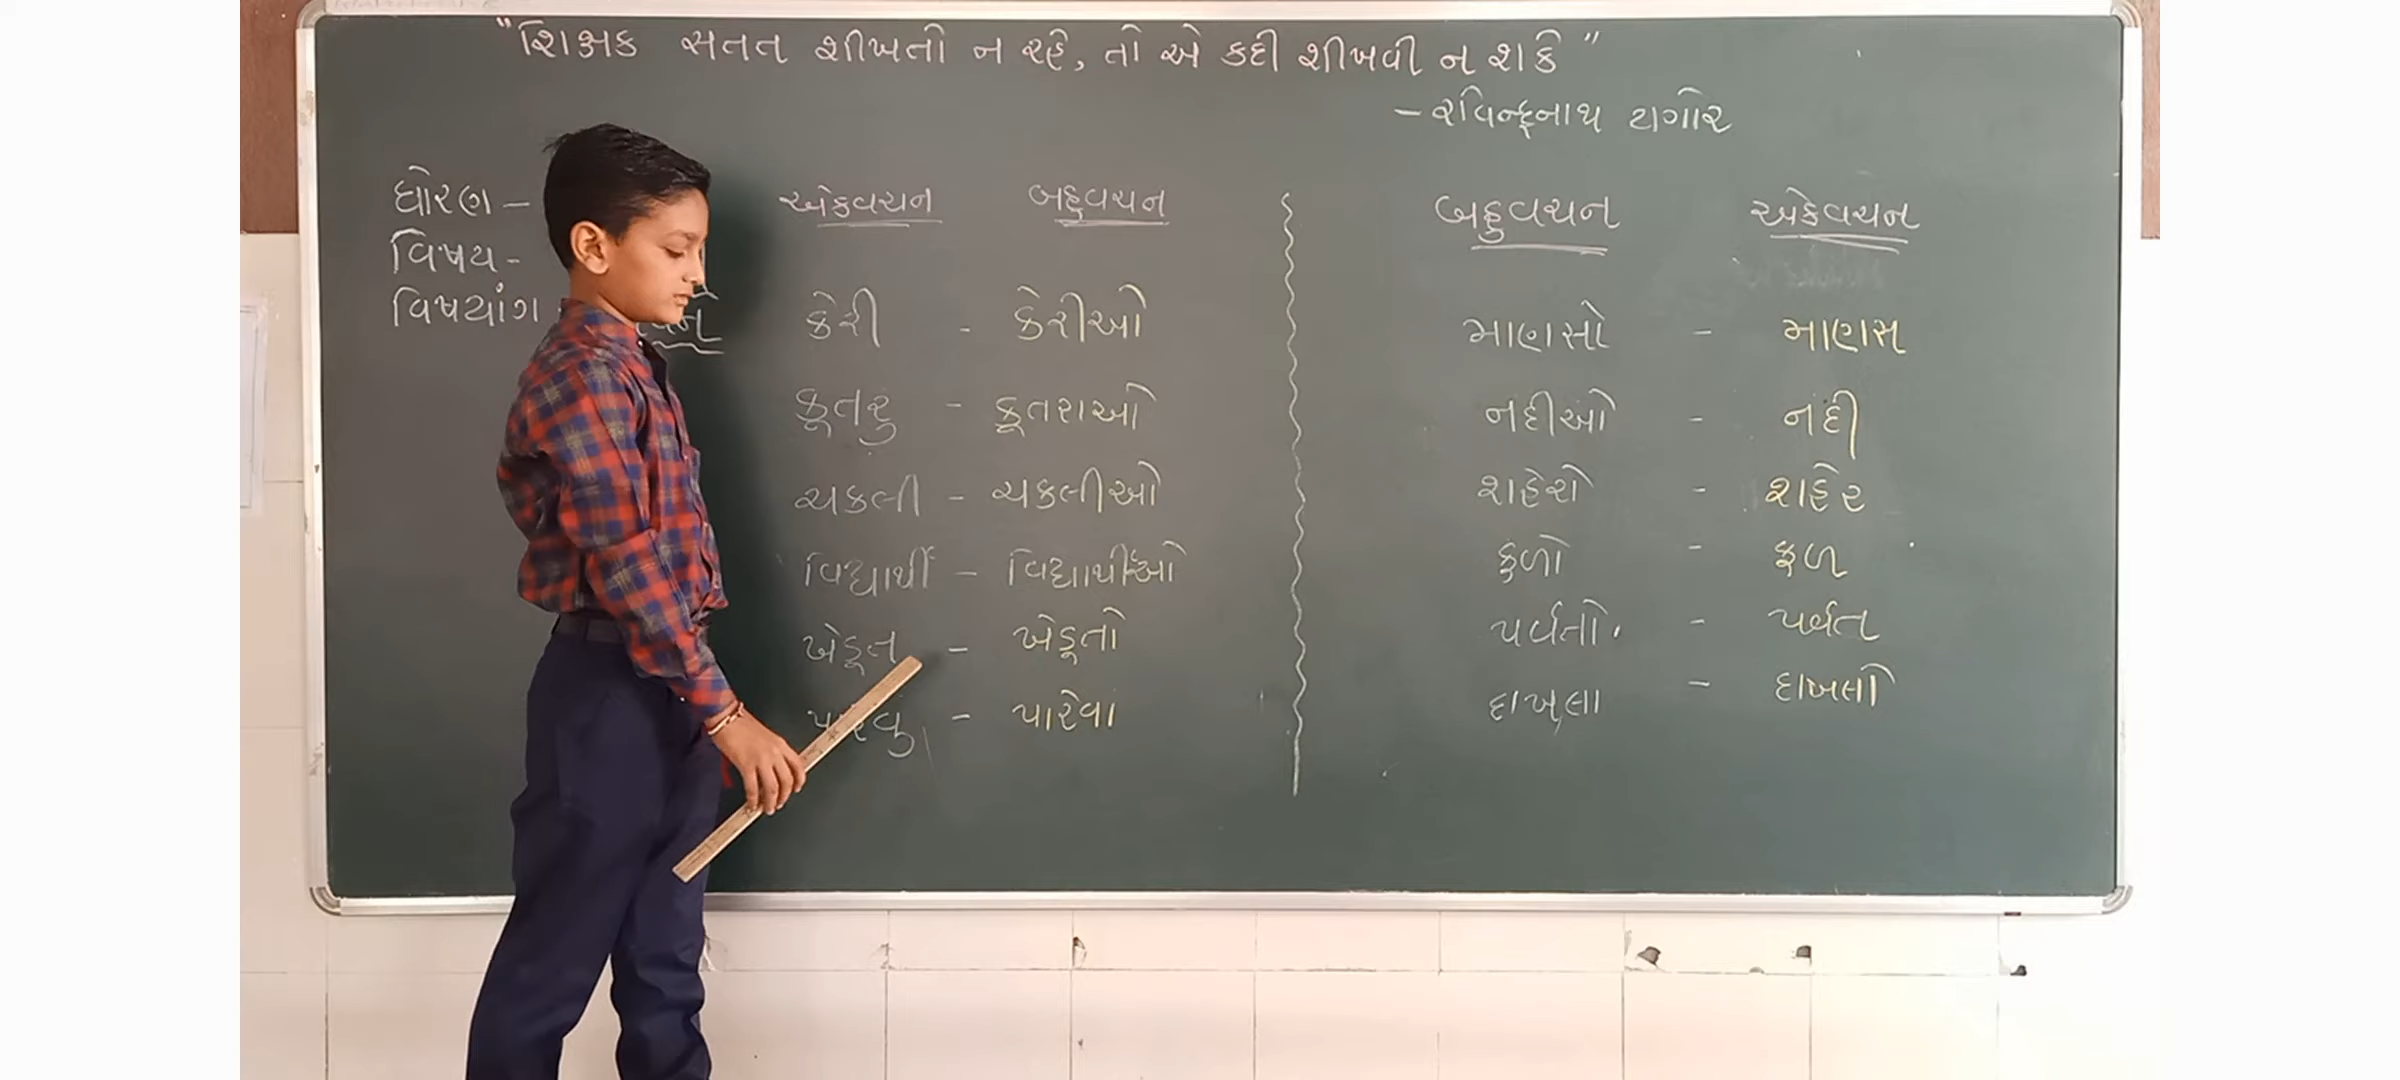 "શિક્ષક સતત શીખતો ન રહે, તો એ કદી શીખવી ન શકે"
– રવિન્દ્રનાથ ટાગોર
ધોરણ –
વિષય -
વિષયાંગ
એકવચન બહુવચન
કેરી - કેરીઓ
કૂતરુ - કૂતરાઓ
ચકલી - ચકલીઓ
વિદ્યાર્થી - વિદ્યાર્થીઓ
ખેડૂત - ખેડૂતો
- પારેવા
બહુવચન એકવચન
માણસો - માણસ
નદીઓ - નદી
શહેરો - શહેર
ફળો - ફળ
પર્વતો - પર્વત
દાખલા - દાખલો